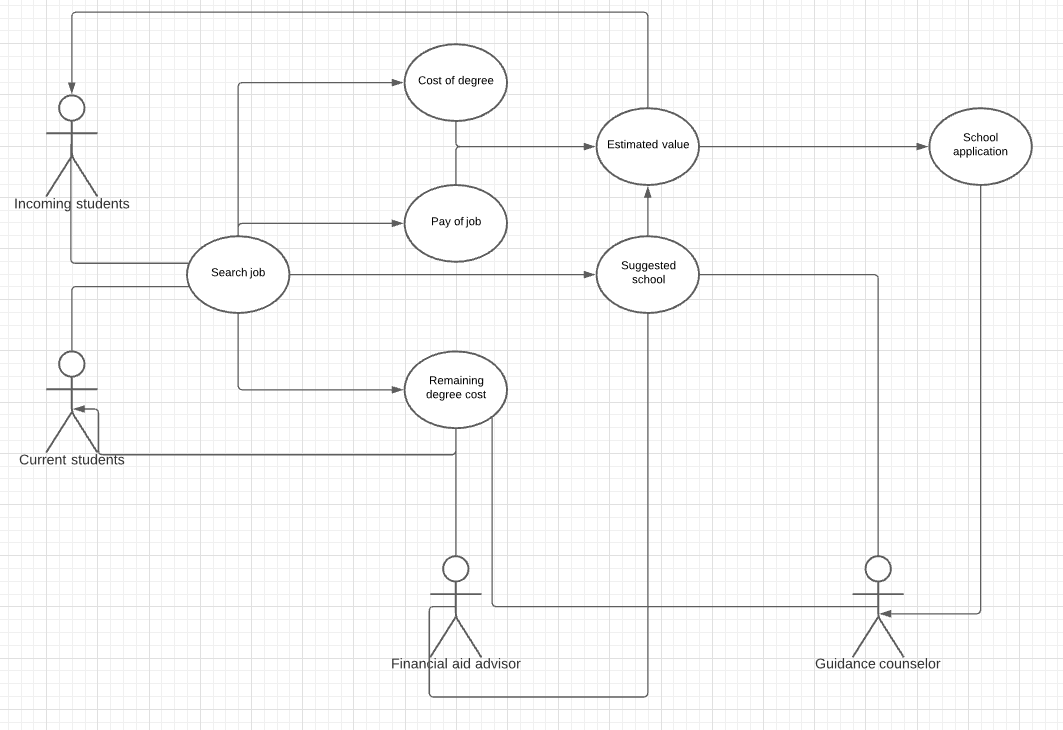 Cost of degree
Estimated value
School
application
Incoming students
Pay of job
Search job
Suggested
school
Remaining
degree cost
Current students
Financial aid advisor
Guidance counselor